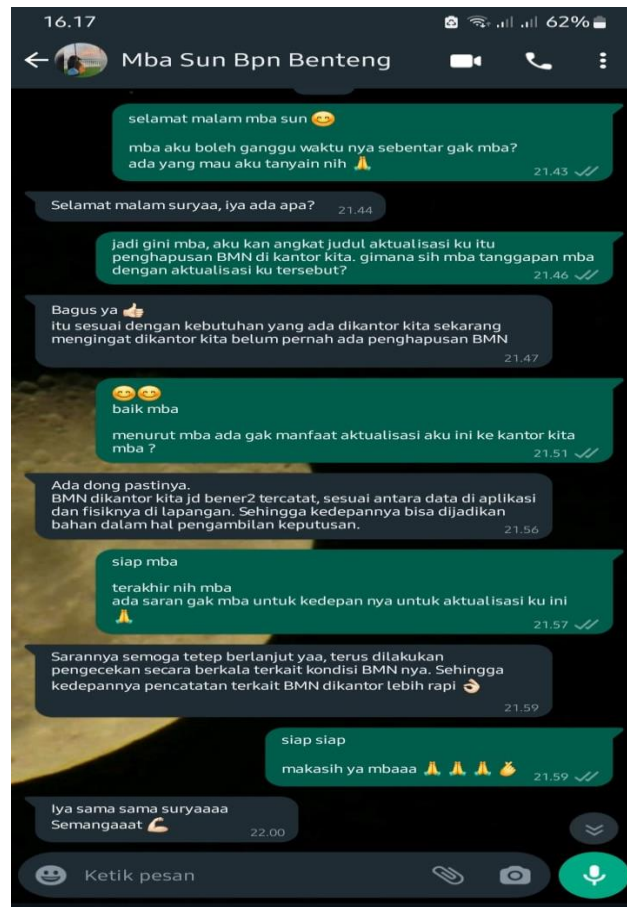 16.17
62%
Mba Sun Bpn Benteng
selamat malam mba sun 😊
mba aku boleh ganggu waktu nya sebentar gak mba?
ada yang mau aku tanyain nih 🙏
21.43
Selamat malam suryaa, iya ada apa?
21.44
jadi gini mba, aku kan angkat judul aktualisasi ku itu
penghapusan BMN di kantor kita. gimana sih mba tanggapan mba
dengan aktualisasi ku tersebut?
21.46
Bagus ya 👍🏻
itu sesuai dengan kebutuhan yang ada dikantor kita sekarang
mengingat dikantor kita belum pernah ada penghapusan BMN
21.47
😊😊
baik mba
menurut mba ada gak manfaat aktualisasi aku ini ke kantor kita
mba ?
21.51
Ada dong pastinya.
BMN dikantor kita jd bener2 tercatat, sesuai antara data di aplikasi
dan fisiknya di lapangan. Sehingga kedepannya bisa dijadikan
bahan dalam hal pengambilan keputusan.
21.56
siap mba
terakhir nih mba
ada saran gak mba untuk kedepan nya untuk aktualisasi ku ini
🙏
21.57
Sarannya semoga tetep berlanjut yaa, terus dilakukan
pengecekan secara berkala terkait kondisi BMN nya. Sehingga
kedepannya pencatatan terkait BMN dikantor lebih rapi 👌🏻
21.59
siap siap
makasih ya mbaaa 🙏 🙏 🙏 🫰
21.59
Iya sama sama suryaaaa
Semangaaat 💪🏻
22.00
Ketik pesan